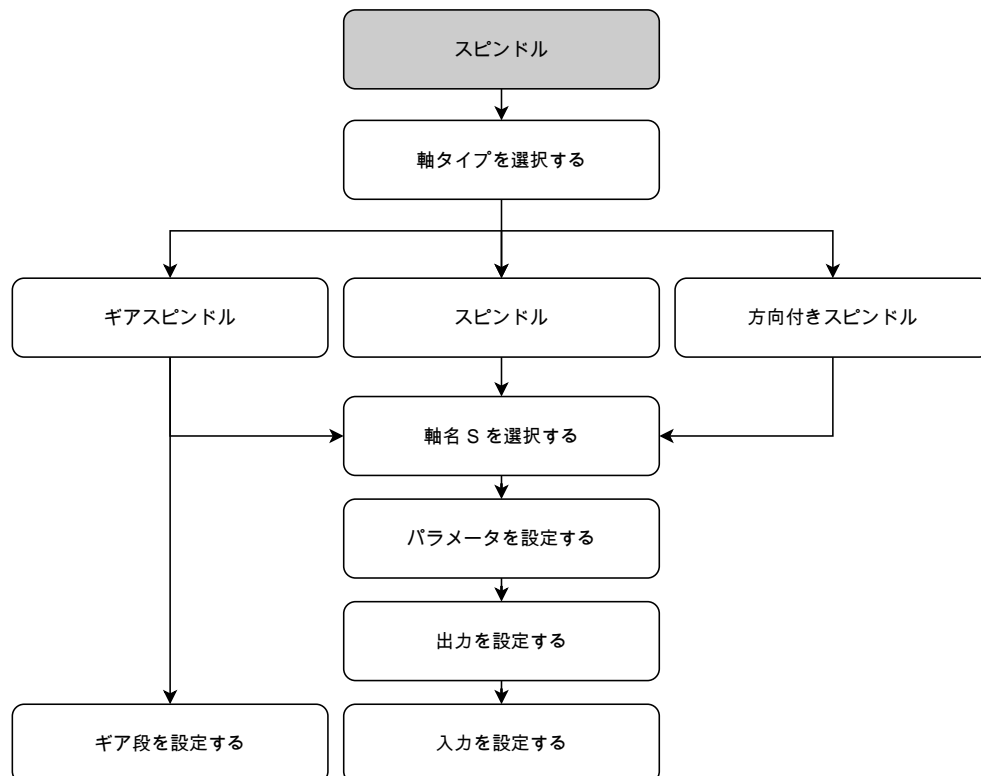 スピンドル
軸タイプを選択する
ギアスピンドル
スピンドル
方向付きスピンドル
軸名 S を選択する
パラメータを設定する
出力を設定する
ギア段を設定する
入力を設定する